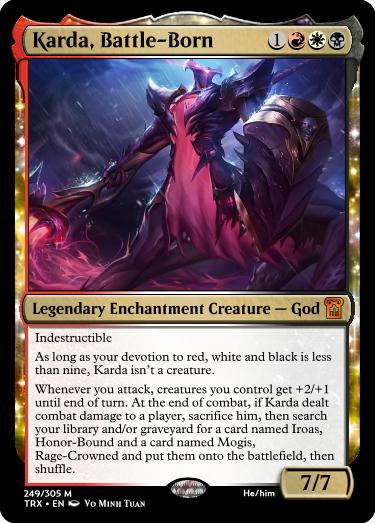 Karda, Battle-Born 1
Legendary Enchantment Creature — God
Indestructible
As long as your devotion to red, white and black is less
than nine, Karda isn't a creature.
Whenever you attack, creatures you control get +2/+1
until end of turn. At the end of combat, if Karda dealt
combat damage to a player, sacrifice him, then search
your library and/or graveyard for a card named Iroas,
Honor-Bound and a card named Mogis,
Rage-Crowned and put them onto the battlefield, then
shuffle.
7/7
249/305 M
TRX • EN Vo Minh Tuan
He/him